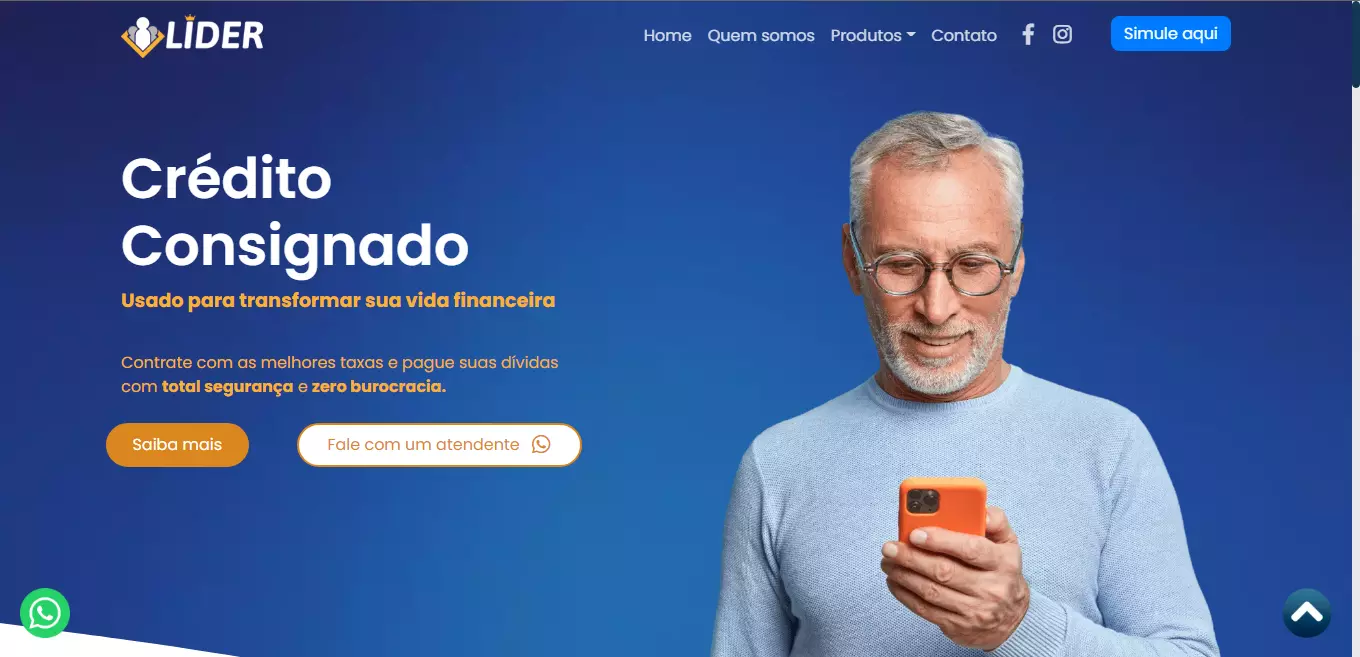 LÍDER
Home Quem somos Produtos Contato Simule aqui
Crédito
Consignado
Usado para transformar sua vida financeira
Contrate com as melhores taxas e pague suas dívidas
com total segurança e zero burocracia.
Saiba mais Fale com um atendente